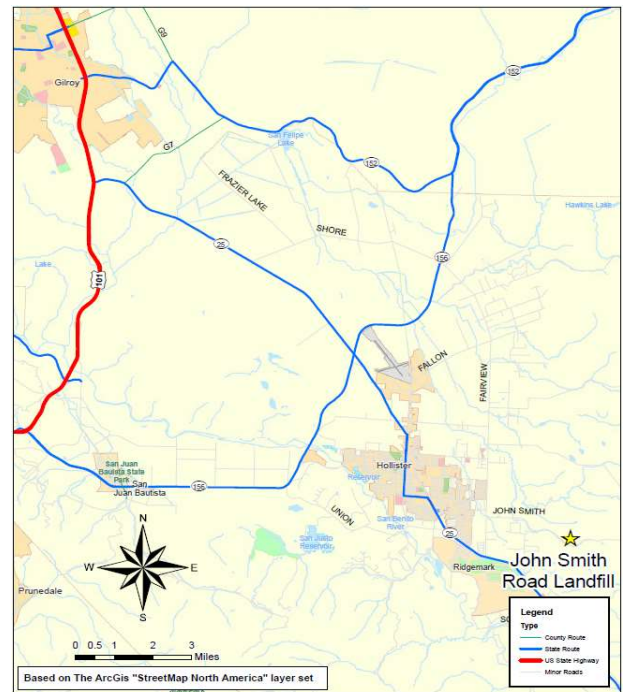 G9
152
Gilroy
San Felipe
Lake
G7
152
FRAZIER LAKE
Hawkins Lake
SHORE
25
156
Lake
101
FALLON
FAIRVIEW
San Juan
Bautista State
Park
San
Juan Bautista
156
Hollister
Reservoir
UNION
San Benito
River
JOHN SMITH
San Justo
Reservoir
25
N
W E
S
Ridgemark
John Smith
Road Landfill
Prunedale
Legend
Type
County Route
State Route
US State Highway
Minor Roads
0 0.5 1 2 3
Miles
Based on The ArcGis "StreetMap North America" layer set